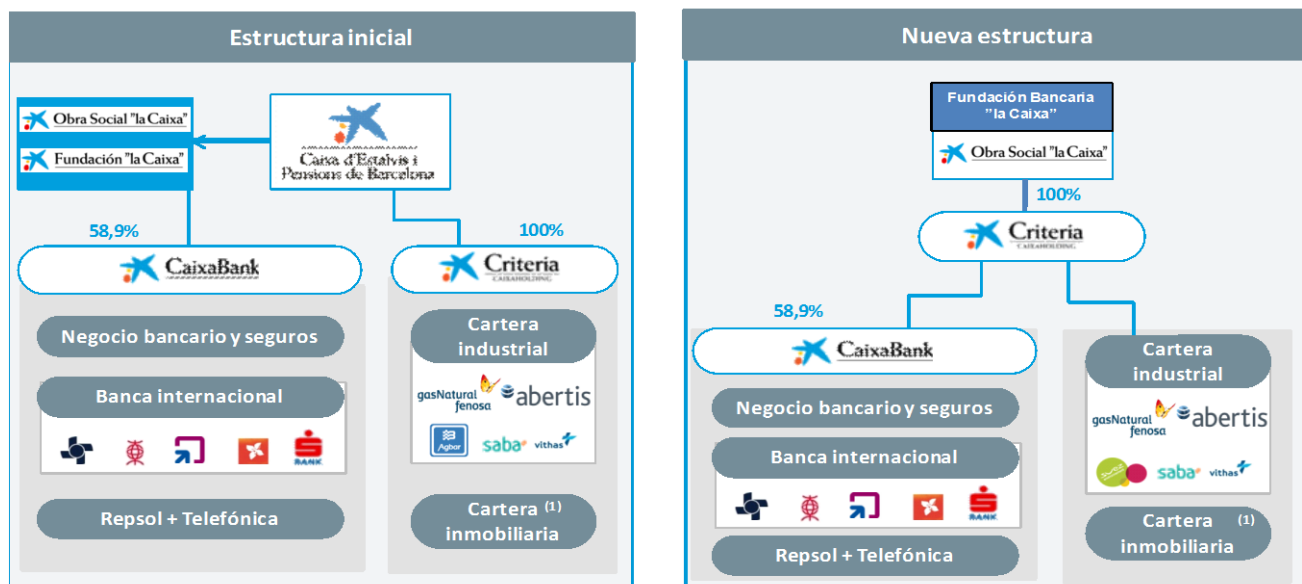 Estructura inicial
Obra Social "la Caixa"
Fundación "la Caixa"
Caixa d'Estalvis i
Pensions de Barcelona
58,9%
100%
CaixaBank
Criteria
CAIXAHOLDING
Negocio bancario y seguros
Banca internacional
S
BANK
Repsol + Telefónica
Cartera
industrial
gasNatural
fenosa
abertis
Agbar
saba
vithas
Cartera (1)
inmobiliaria
Nueva estructura
Fundación Bancaria
"la Caixa"
Obra Social "la Caixa"
100%
Criteria
CAIXAHOLDING
58,9%
CaixaBank
Negocio bancario y seguros
Banca internacional
S
BANK
Repsol + Telefónica
Cartera
industrial
gasNatural
fenosa
abertis
saba
vithas
Cartera (1)
inmobiliaria